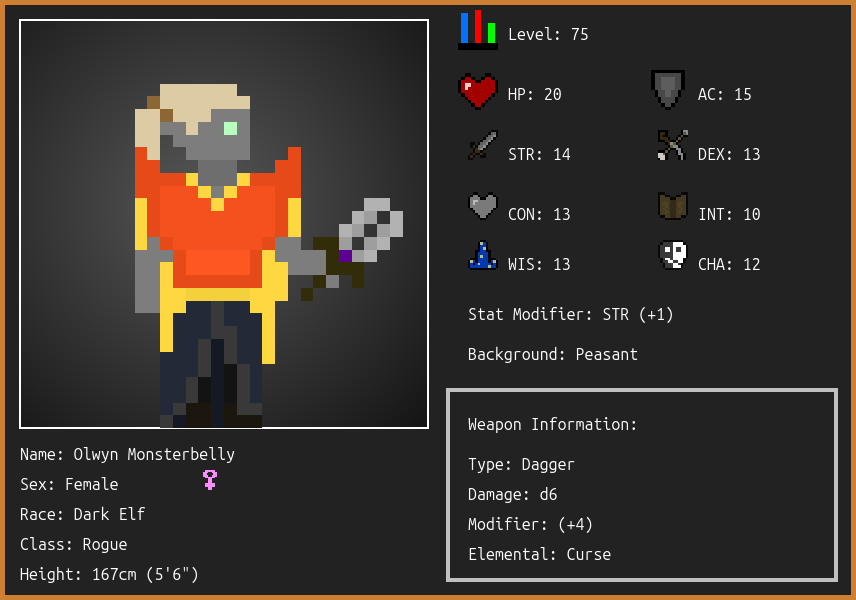 Level: 75
HP: 20
AC: 15
STR: 14
DEX: 13
CON: 13
INT: 10
WIS: 13
CHA: 12
Stat Modifier: STR (+1)
Background: Peasant
Weapon Information:
Type: Dagger
Damage: d6
Modifier: (+4)
Elemental: Curse
Name: Olwyn Monsterbelly
Sex: Female
Race: Dark Elf
Class: Rogue
Height: 167cm (5'6")